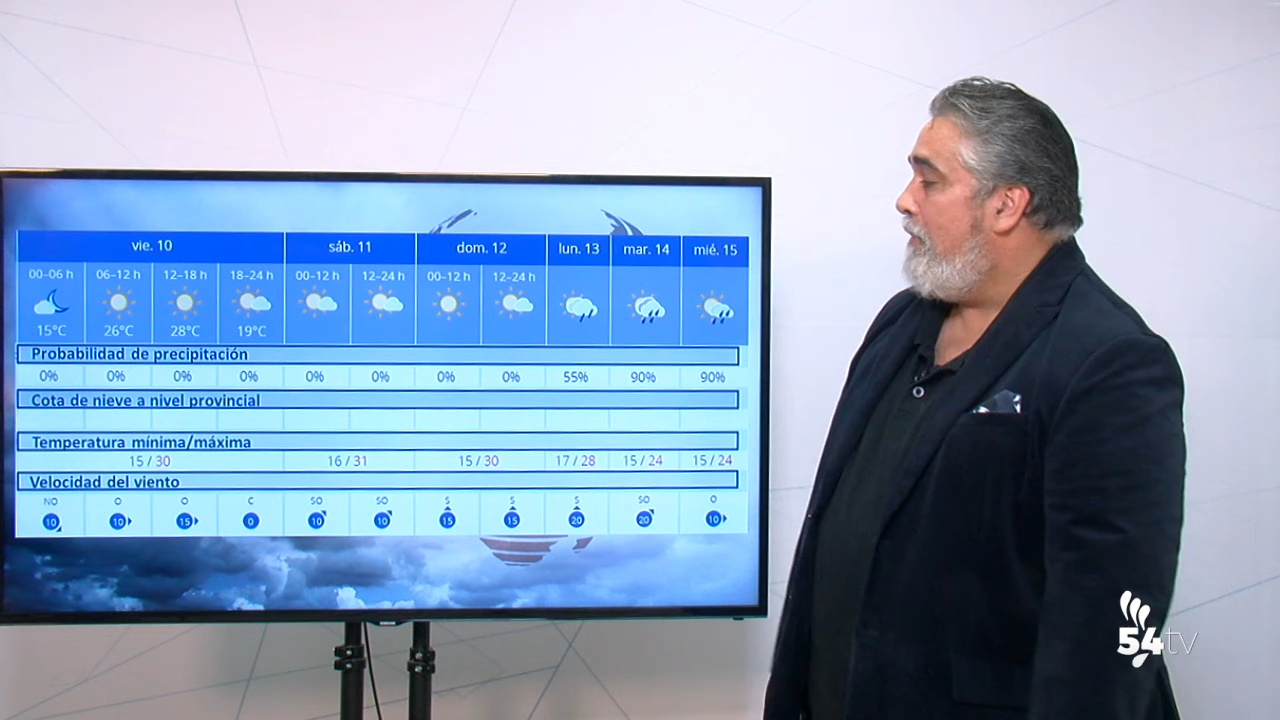 vie. 10 sáb. 11 dom. 12 lun. 13 mar. 14 mié. 15
00–06 h 06–12 h 12–18 h 18–24 h 00–12 h 12–24 h 00–12 h 12–24 h
15°C 26°C 28°C 19°C
Probabilidad de precipitación
0% 0% 0% 0% 0% 0% 0% 0% 55% 90% 90%
Cota de nieve a nivel provincial
Temperatura mínima/máxima
15 / 30 16 / 31 15 / 30 17 / 28 15 / 24 15 / 24
Velocidad del viento
NO O O C SO SO S S S SO O
10 10 15 0 10 10 15 15 20 20 10
54tv